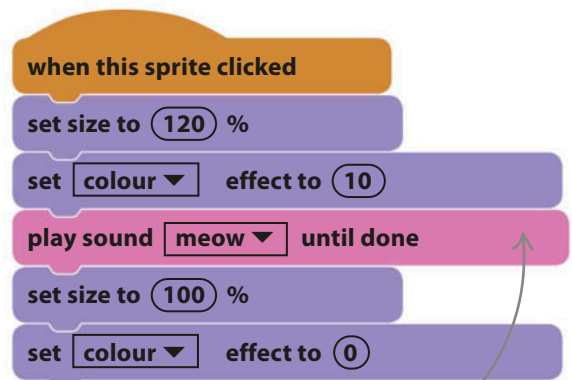 when this sprite clicked
set size to 120 %
set colour effect to 10
play sound meow until done
set size to 100 %
set colour effect to 0